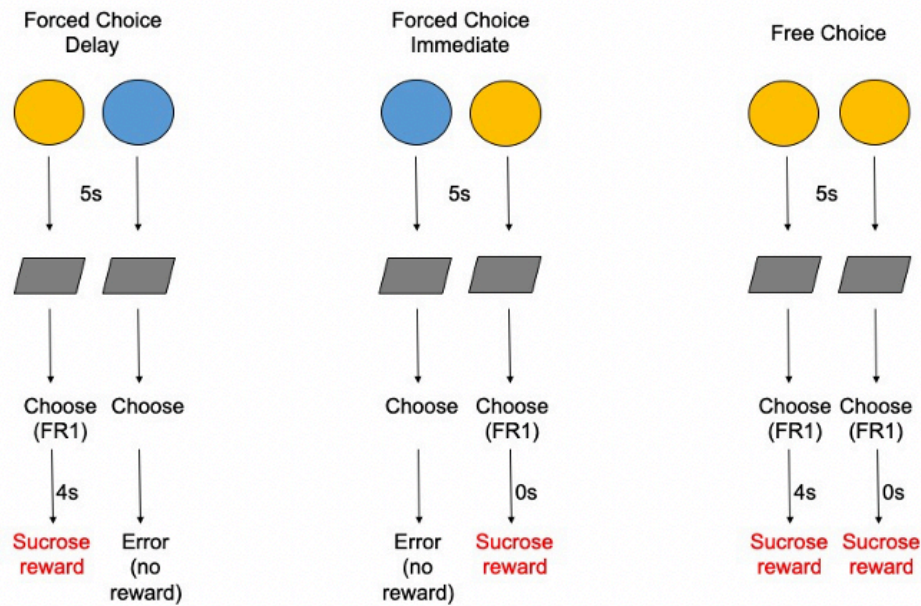 Forced Choice
Delay
Forced Choice
Immediate
Free Choice
5s
5s
5s
Choose
(FR1)
Choose
Choose
Choose
(FR1)
Choose
(FR1)
Choose
(FR1)
4s
0s
4s
0s
Sucrose
reward
Error
(no
reward)
Error
(no
reward)
Sucrose
reward
Sucrose
reward
Sucrose
reward